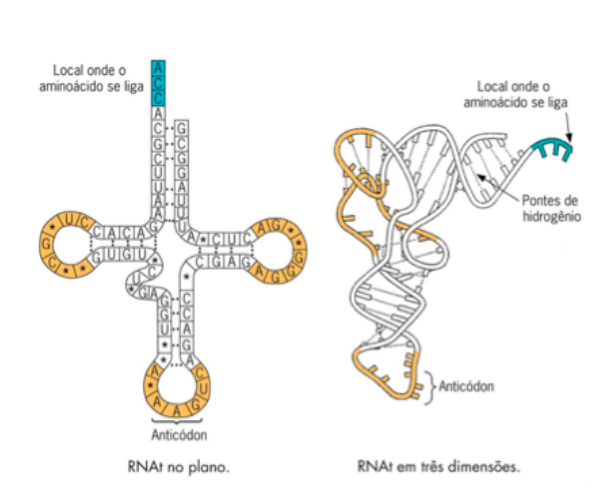 Local onde o
aminoácido se liga
A
C
C
A
C
G
C
U
U
A
A
G
C
G
G
A
U
U
A
U C
C A C A G
G
G U G U
C
A * C U C
A G
C G A G
A G G G
C
U
* G A G
G
U
*
C
C
A
G
A
A * A A G U C
Anticódon
RNAt no plano.
Local onde o
aminoácido se liga
Pontes de
hidrogênio
Anticódon
RNAt em três dimensões.